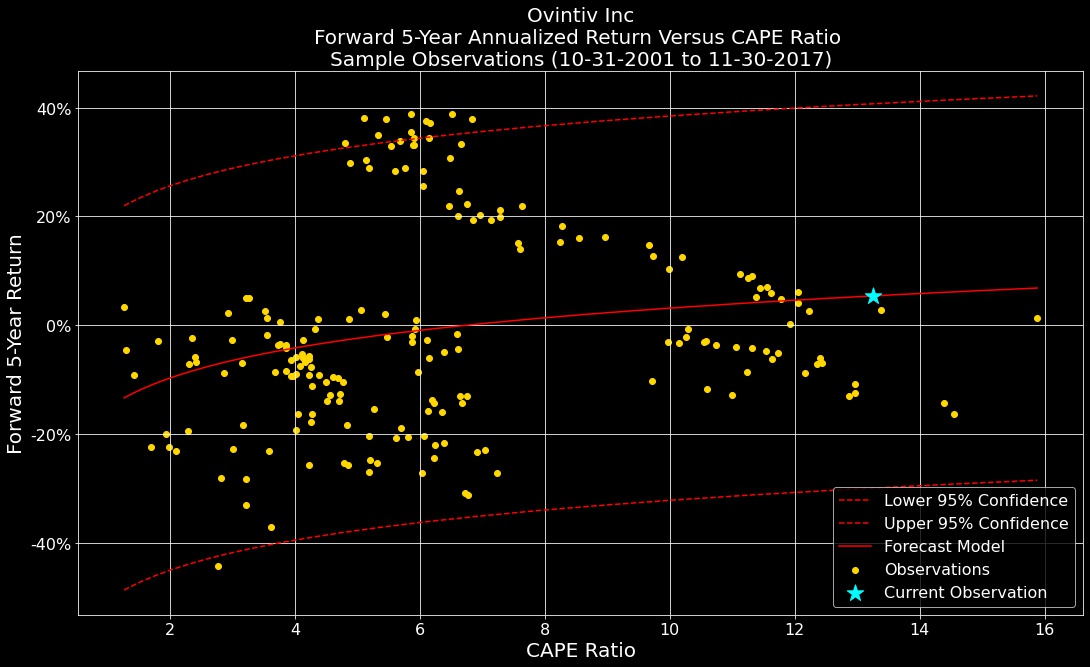 Ovintiv Inc
Forward 5-Year Annualized Return Versus CAPE Ratio
Sample Observations (10-31-2001 to 11-30-2017)
Forward 5-Year Return
40%
20%
0%
-20%
-40%
2 4 6 8 10 12 14 16
CAPE Ratio
Lower 95% Confidence
Upper 95% Confidence
Forecast Model
Observations
Current Observation